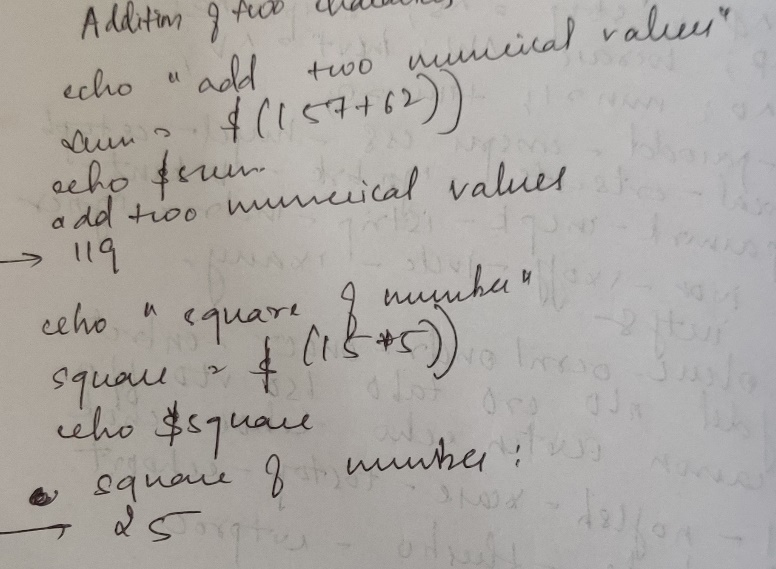 Addition of two
echo " add two numerical values"
sum = $((57+62))
echo $sum
add two numerical values
→ 119
echo " square of number"
square = $((5*5))
echo $square
square of number :
→ 25